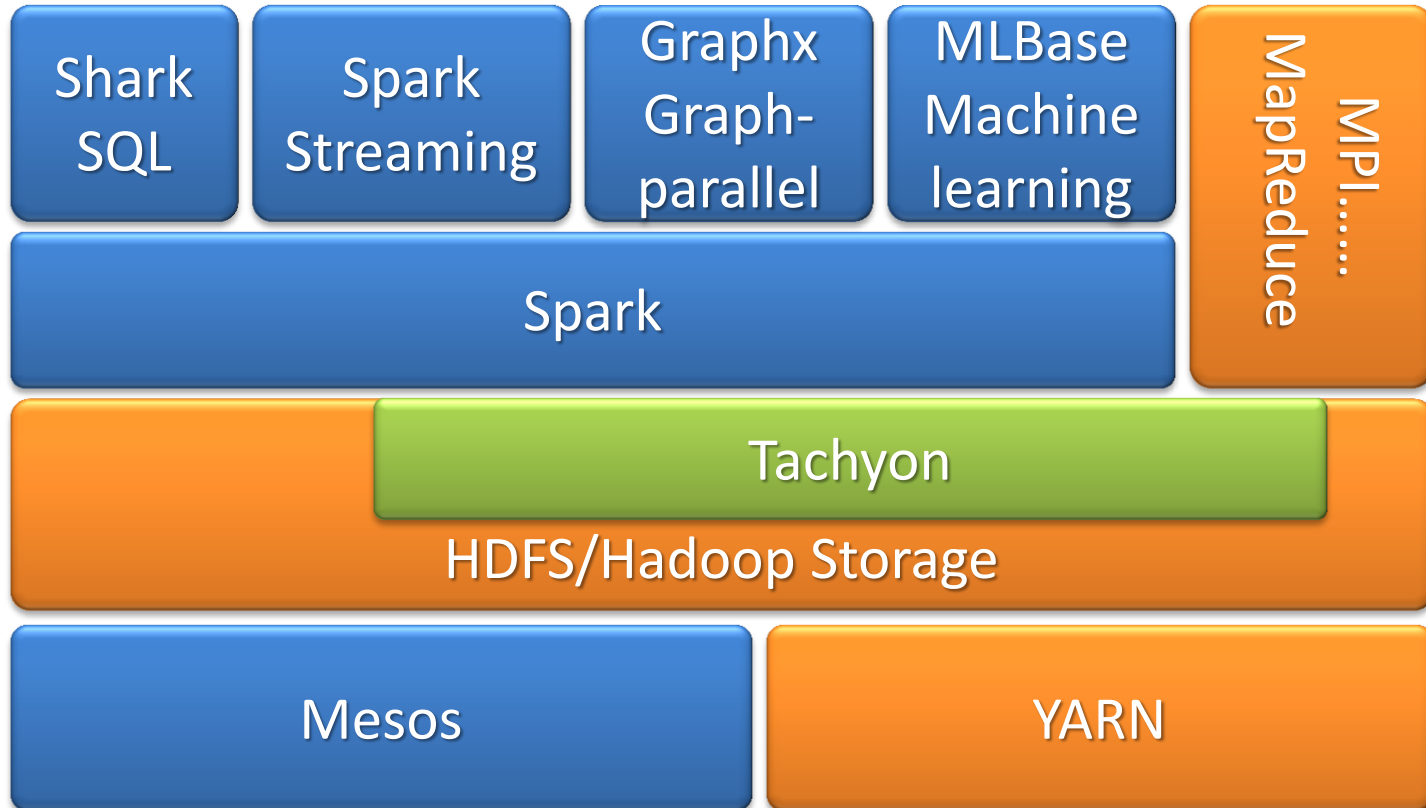 Shark
SQL
Spark
Streaming
Graphx
Graph-
parallel
MLBase
Machine
learning
MPI......
MapReduce
Spark
Tachyon
HDFS/Hadoop Storage
Mesos
YARN